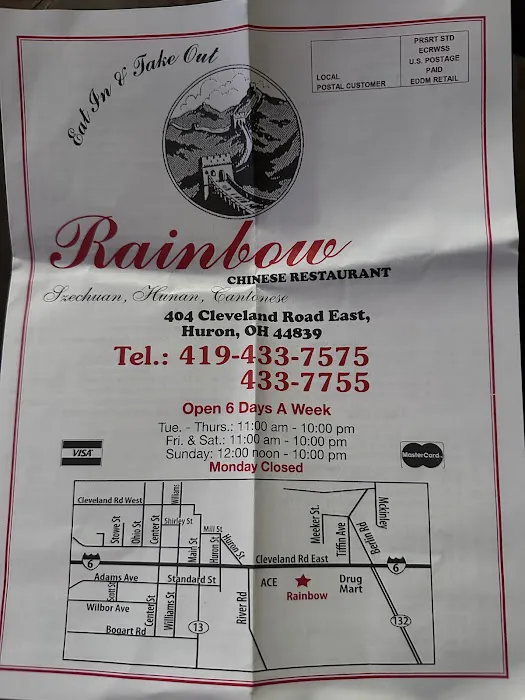 Eat In & Take Out
PRSRT STD
ECRWSS
U.S. POSTAGE
PAID
EDDM RETAIL
LOCAL
POSTAL CUSTOMER
Rainbow
CHINESE RESTAURANT
Szechuan, Hunan, Cantonese
404 Cleveland Road East,
Huron, OH 44839
Tel.: 419-433-7575
433-7755
Open 6 Days A Week
Tue. - Thurs.: 11:00 am - 10:00 pm
Fri. & Sat.: 11:00 am - 10:00 pm
Sunday: 12:00 noon - 10:00 pm
Monday Closed
VISA
MasterCard
Cleveland Rd West
Stowe St
Ohio St
Center St
Williams
Shirley St
Main St
Mill St
Huron St
Huron St
Meeker St.
Tiffin Ave
Berlin Rd
Mckinley
6
Cleveland Rd East
6
Adams Ave
Standard St
ACE
Rainbow
Drug
Mart
Scott St
Wilbor Ave
Center St
Williams St
River Rd
Bogart Rd
13
132